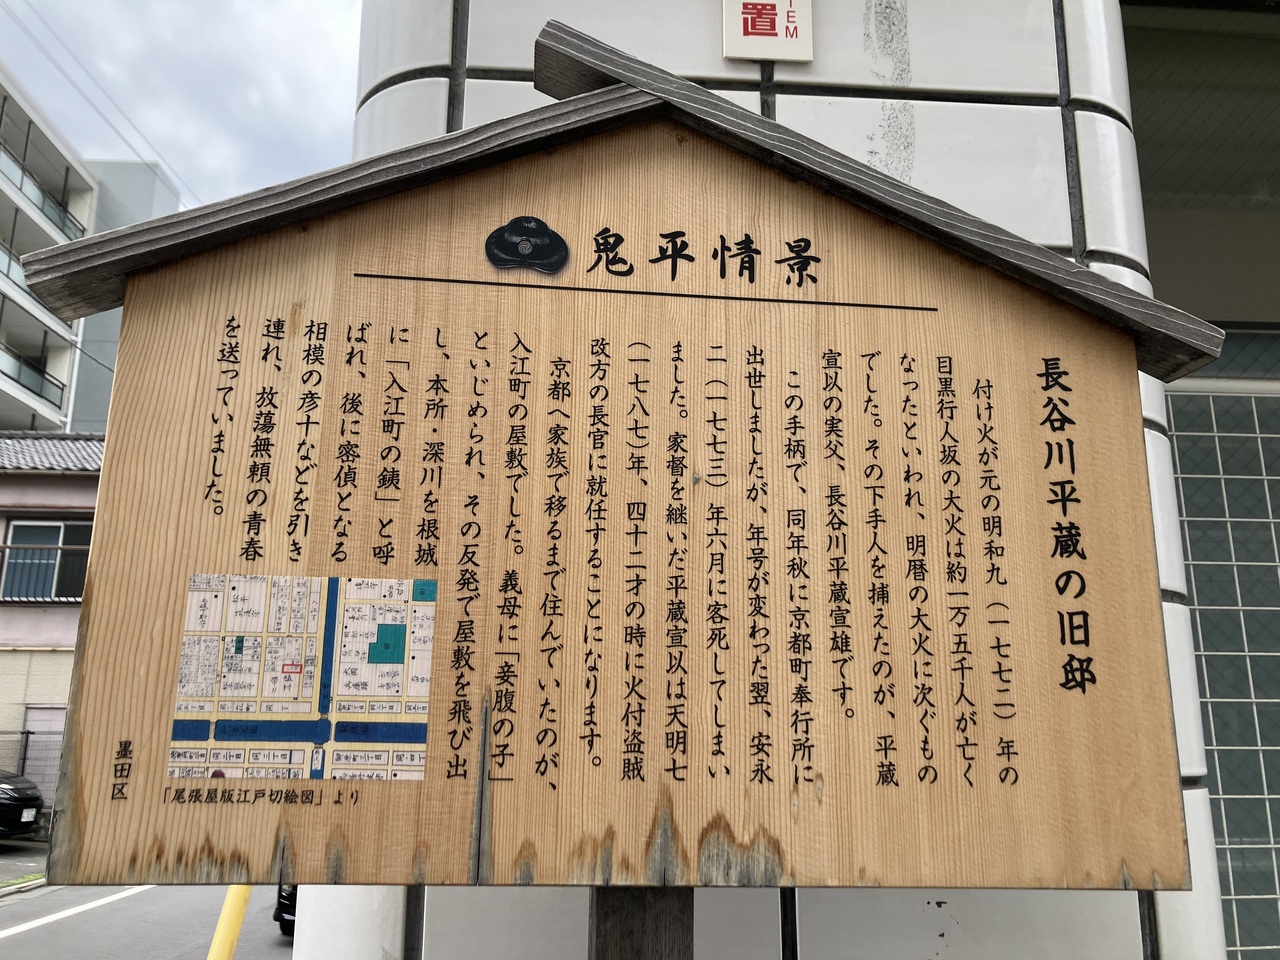 置
TEM
鬼平情景
長谷川平蔵の旧邸
付け火が元の明和九(一七七二)年の
目黒行人坂の大火は約一万五千人が亡く
なったといわれ、明暦の大火に次ぐもの
でした。その下手人を捕えたのが、平蔵
宣以の実父、長谷川平蔵宣雄です。
この手柄で、同年秋に京都町奉行所に
出世しましたが、年号が変わった翌、安永
二(一七七三)年六月に客死してしまい
ました。家督を継いだ平蔵宣以は天明七
(一七八七)年、四十二才の時に火付盗賊
改方の長官に就任することになります。
京都へ家族で移るまで住んでいたのが、
入江町の屋敷でした。義母に「妾腹の子」
といじめられ、その反発で屋敷を飛び出
し、本所・深川を根城
に「入江町の銕」と呼
ばれ、後に密偵となる
相模の彦十などを引き
連れ、放蕩無頼の青春
を送っていました。
「尾張屋版江戸切絵図」より
墨田区